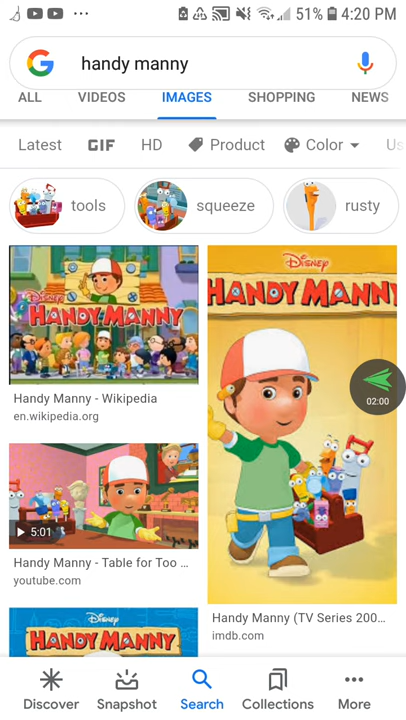 51% 4:20 PM
handy manny
ALL VIDEOS IMAGES SHOPPING NEWS
Latest GIF HD Product Color Us
tools squeeze rusty
Disney
HANDY MANNY
Handy Manny - Wikipedia
en.wikipedia.org
Disney
HANDY MANNY
02:00
5:01
Handy Manny - Table for Too ...
youtube.com
Handy Manny (TV Series 200...
imdb.com
Disney
HANDY MANNY
Discover Snapshot Search Collections More